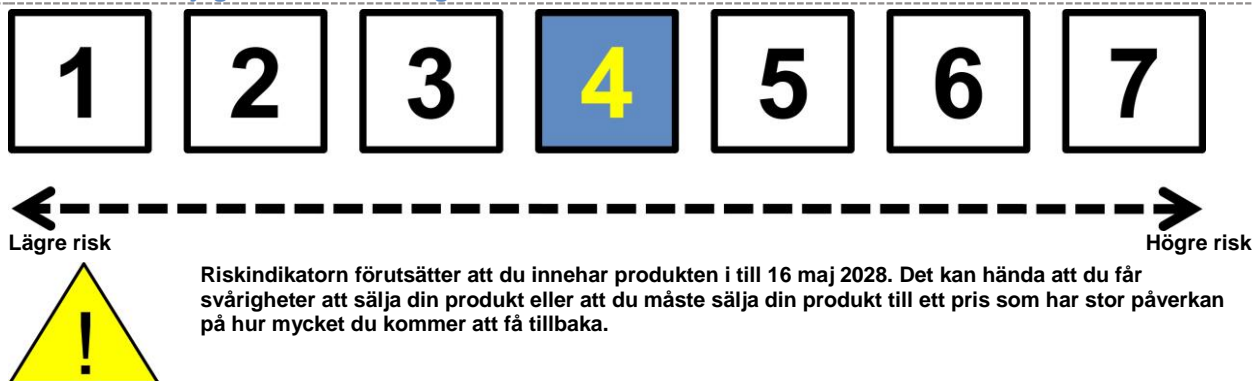 1 2 3 4 5 6 7
Lägre risk Högre risk
Riskindikatorn förutsätter att du innehar produkten i till 16 maj 2028. Det kan hända att du får
svårigheter att sälja din produkt eller att du måste sälja din produkt till ett pris som har stor påverkan
på hur mycket du kommer att få tillbaka.
!